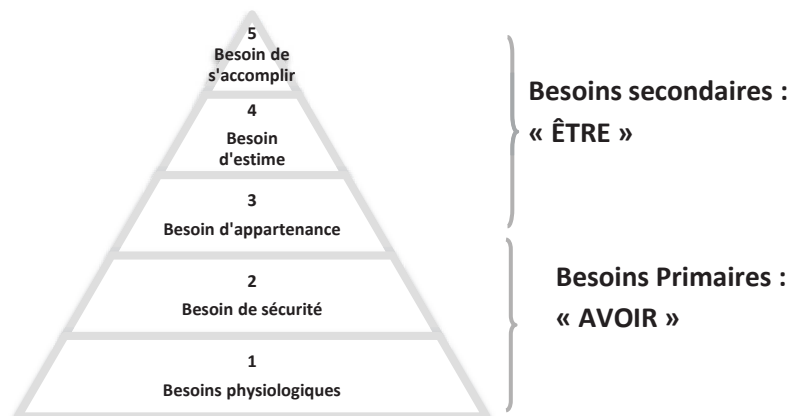 5
Besoin de
s'accomplir
4
Besoin
d'estime
3
Besoin d'appartenance
2
Besoin de sécurité
1
Besoins physiologiques
Besoins secondaires :
« ÊTRE »
Besoins Primaires :
« AVOIR »